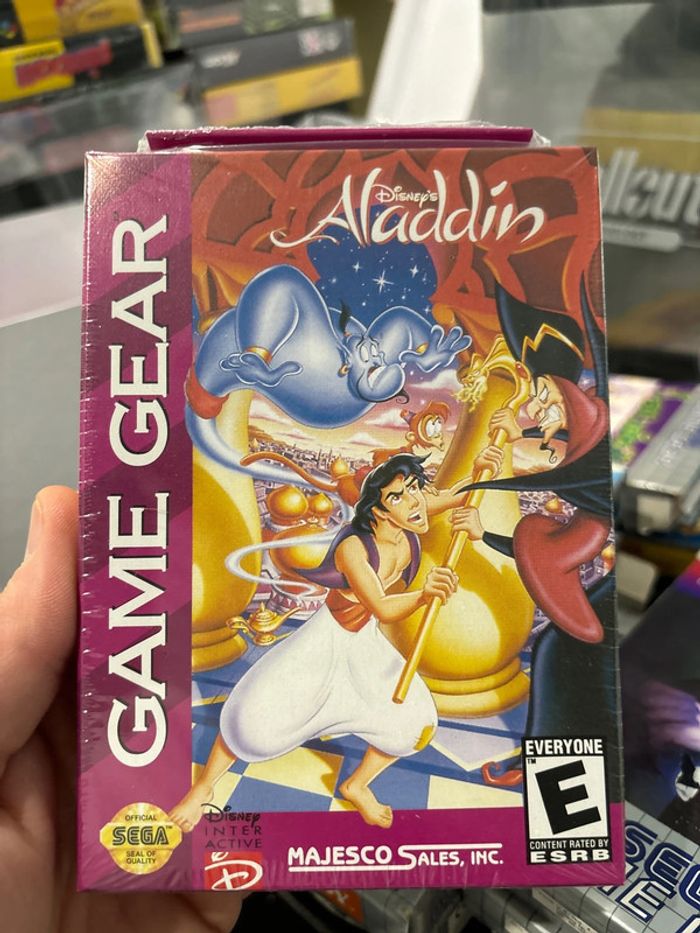 Disney's
Aladdin
GAME GEAR
EVERYONE
TM
E
CONTENT RATED BY
ESRB
OFFICIAL
SEGA
SEAL OF
QUALITY
Disney
INTER
ACTIVE
D
MAJESCO SALES, INC.